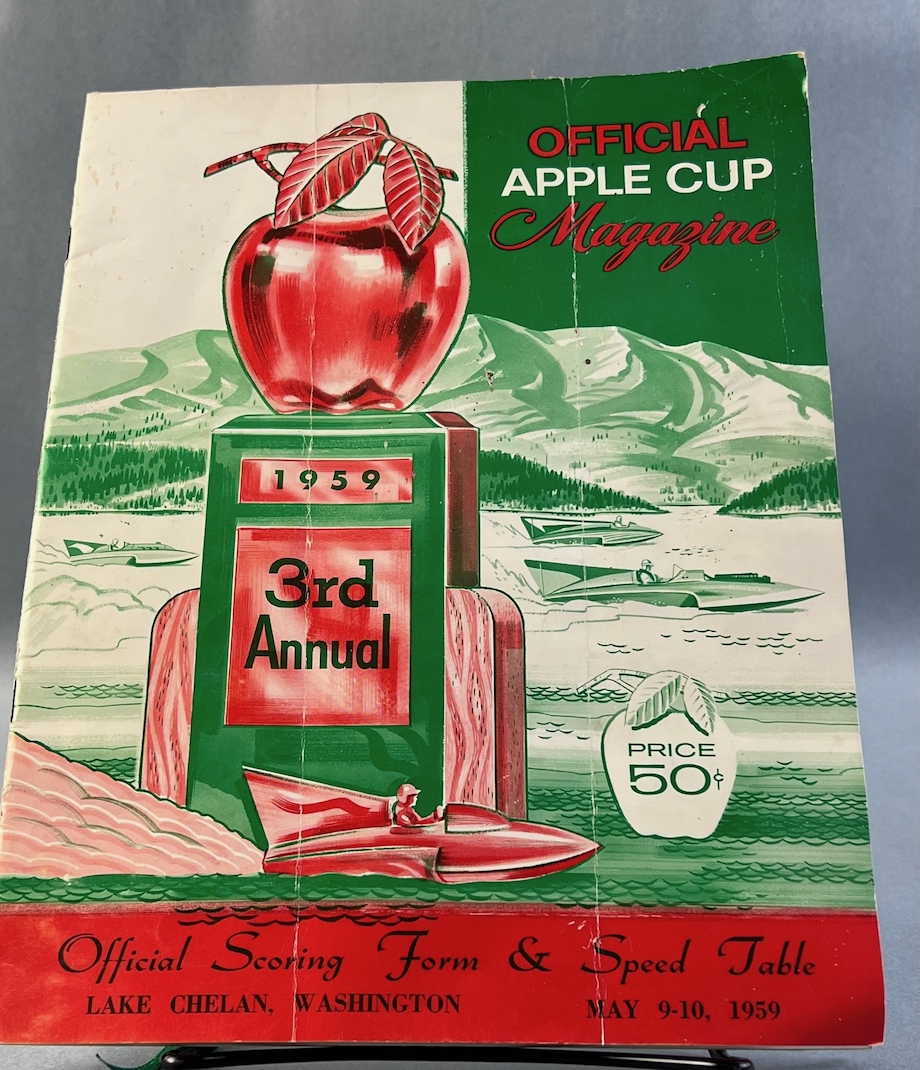 OFFICIAL
APPLE CUP
Magazine
1959
3rd
Annual
PRICE
50¢
Official Scoring Form & Speed Table
LAKE CHELAN, WASHINGTON
MAY 9-10, 1959